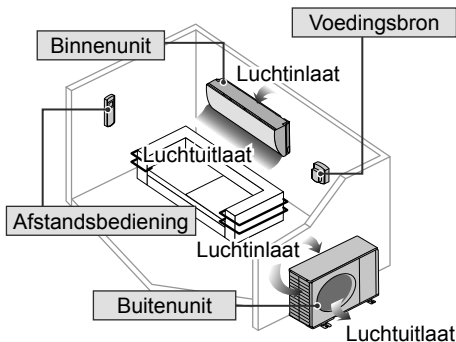 Voedingsbron
Binnenunit
Luchtinlaat
Luchtuitlaat
Afstandsbediening
Luchtinlaat
Buitenunit
Luchtuitlaat